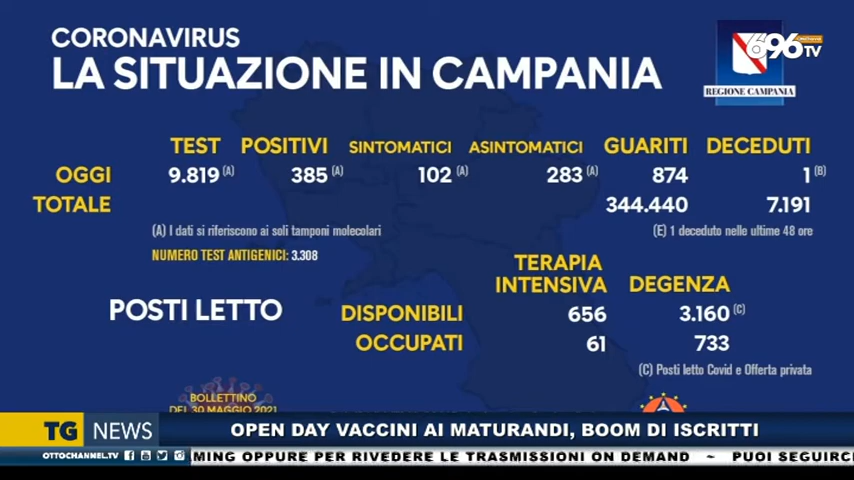 CORONAVIRUS
LA SITUAZIONE IN CAMPANIA
696 TV
REGIONE CAMPANIA
TEST POSITIVI SINTOMATICI ASINTOMATICI GUARITI DECEDUTI
OGGI 9.819 (A) 385 (A) 102 (A) 283 (A) 874 1 (B)
TOTALE 344.440 7.191
(A) I dati si riferiscono ai soli tamponi molecolari
(E) 1 deceduto nelle ultime 48 ore
NUMERO TEST ANTIGENICI: 3.308
TERAPIA INTENSIVA DEGENZA
POSTI LETTO
DISPONIBILI 656 3.160 (C)
OCCUPATI 61 733
(C) Posti letto Covid e Offerta privata
BOLLETTINO
DEL 30 MAGGIO 2021
TG NEWS
OPEN DAY VACCINI AI MATURANDI, BOOM DI ISCRITTI
OTTOCHANNEL.TV
MING OPPURE PER RIVEDERE LE TRASMISSIONI ON DEMAND ~ PUOI SEGUIRC